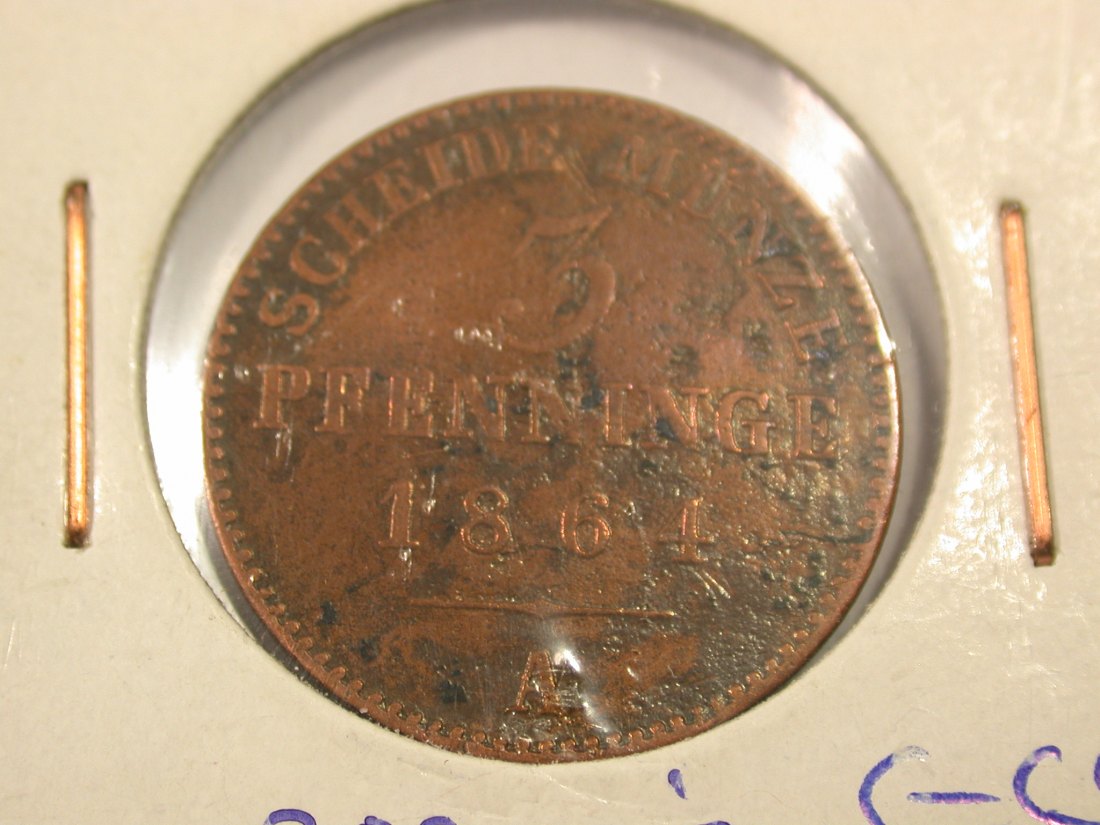 SCHEIDE MÜNZE
3
PFENNINGE
1864
A